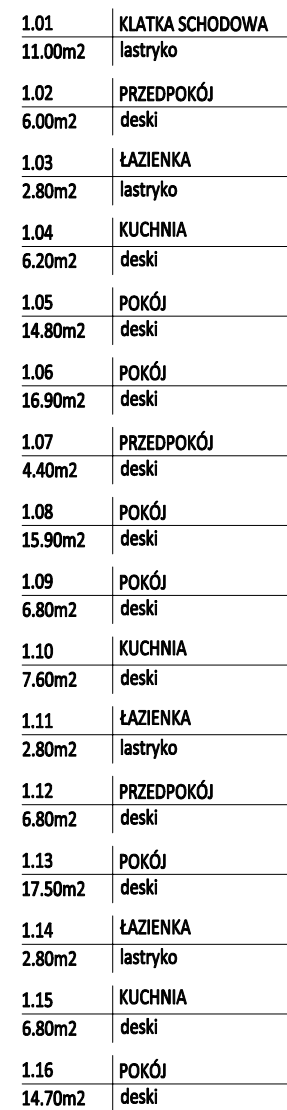 1.01 KLATKA SCHODOWA
11.00m2 lastryko
1.02 PRZEDPOKÓJ
6.00m2 deski
1.03 ŁAZIENKA
2.80m2 lastryko
1.04 KUCHNIA
6.20m2 deski
1.05 POKÓJ
14.80m2 deski
1.06 POKÓJ
16.90m2 deski
1.07 PRZEDPOKÓJ
4.40m2 deski
1.08 POKÓJ
15.90m2 deski
1.09 POKÓJ
6.80m2 deski
1.10 KUCHNIA
7.60m2 deski
1.11 ŁAZIENKA
2.80m2 lastryko
1.12 PRZEDPOKÓJ
6.80m2 deski
1.13 POKÓJ
17.50m2 deski
1.14 ŁAZIENKA
2.80m2 lastryko
1.15 KUCHNIA
6.80m2 deski
1.16 POKÓJ
14.70m2 deski